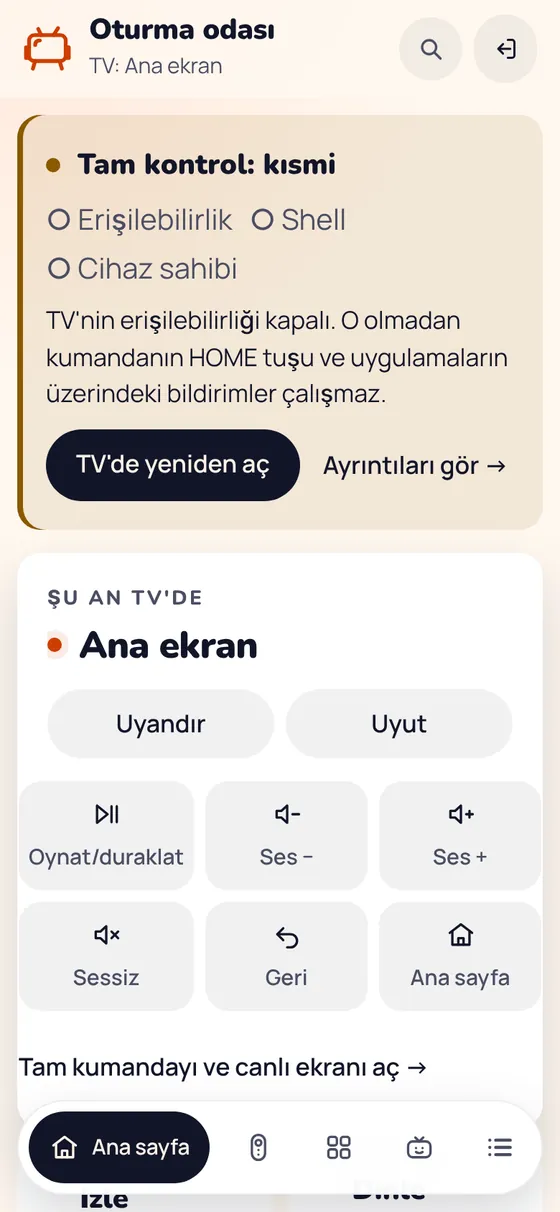 Oturma odası
TV: Ana ekran
Tam kontrol: kısmi
Erişilebilirlik
Shell
Cihaz sahibi
TV'nin erişilebilirliği kapalı. O olmadan
kumandanın HOME tuşu ve uygulamaların
üzerindeki bildirimler çalışmaz.
TV'de yeniden aç
Ayrıntıları gör →
ŞU AN TV'DE
Ana ekran
Uyandır
Uyut
Oynat/duraklat
Ses −
Ses +
Sessiz
Geri
Ana sayfa
Tam kumandayı ve canlı ekranı aç →
Ana sayfa
İzle
Dinle